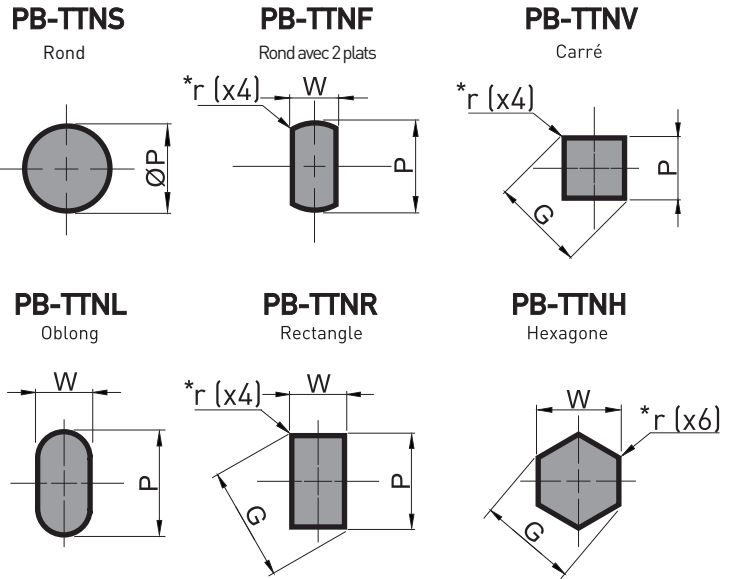 PB-TTNS
Rond
ØP
PB-TTNF
Rond avec 2 plats
*r (x4)
W
P
PB-TTNV
Carré
*r (x4)
P
G
PB-TTNL
Oblong
W
P
PB-TTNR
Rectangle
*r (x4)
W
P
G
PB-TTNH
Hexagone
W
*r (x6)
G